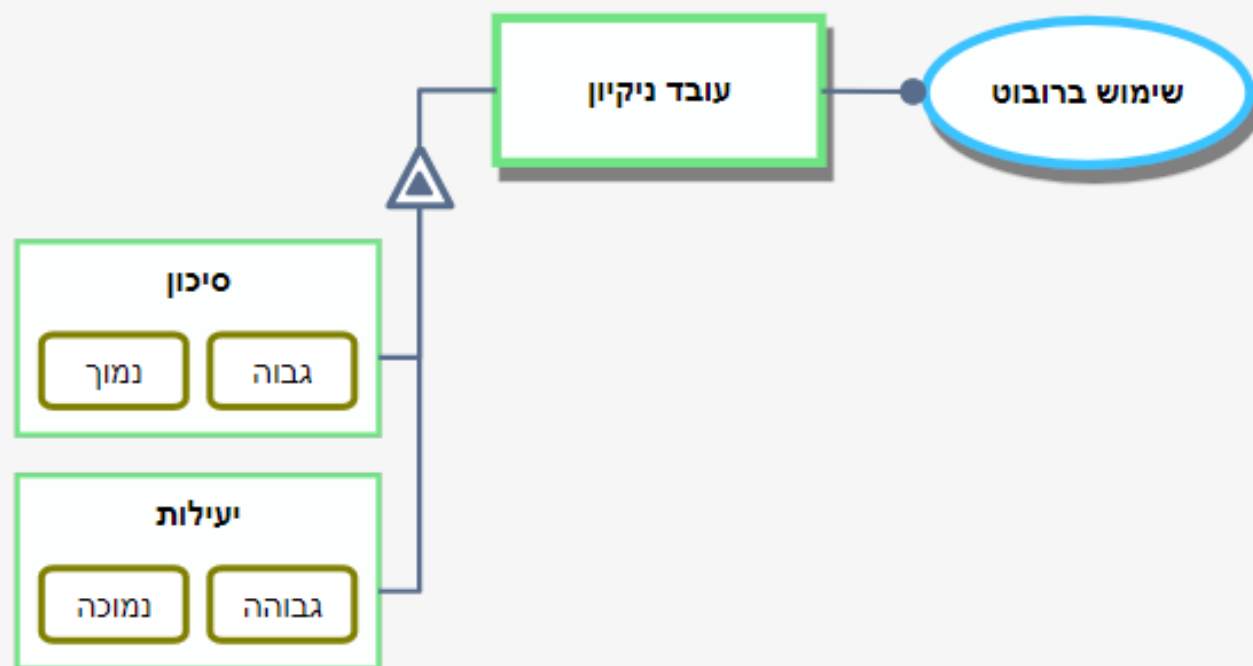 שימוש ברובוט
עובד ניקיון
סיכון
גבוה
נמוך
יעילות
גבוהה
נמוכה